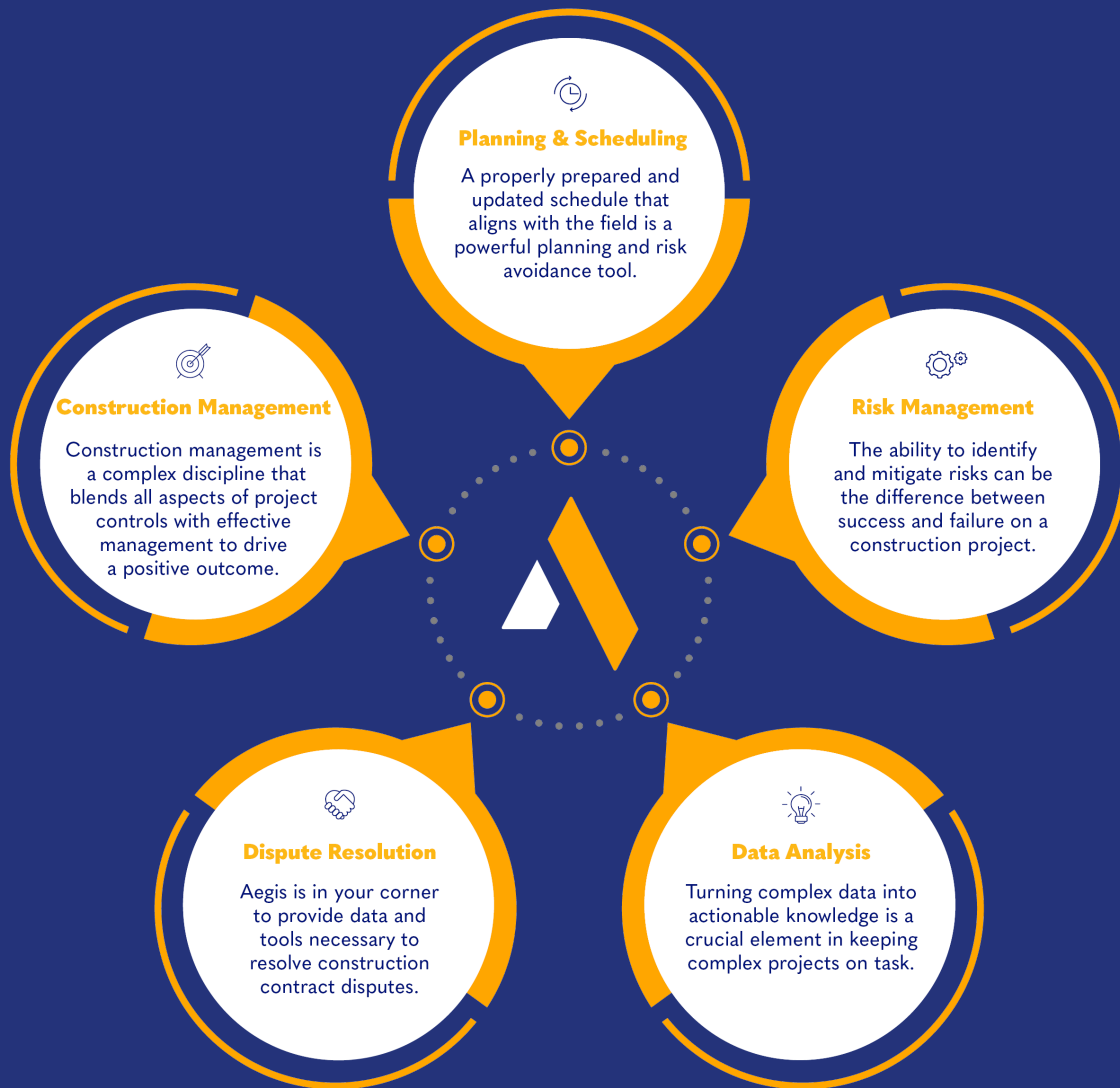 Planning & Scheduling
A properly prepared and
updated schedule that
aligns with the field is a
powerful planning and risk
avoidance tool.
Construction Management
Construction management is
a complex discipline that
blends all aspects of project
controls with effective
management to drive
a positive outcome.
Risk Management
The ability to identify
and mitigate risks can be
the difference between
success and failure on a
construction project.
Dispute Resolution
Aegis is in your corner
to provide data and
tools necessary to
resolve construction
contract disputes.
Data Analysis
Turning complex data into
actionable knowledge is a
crucial element in keeping
complex projects on task.